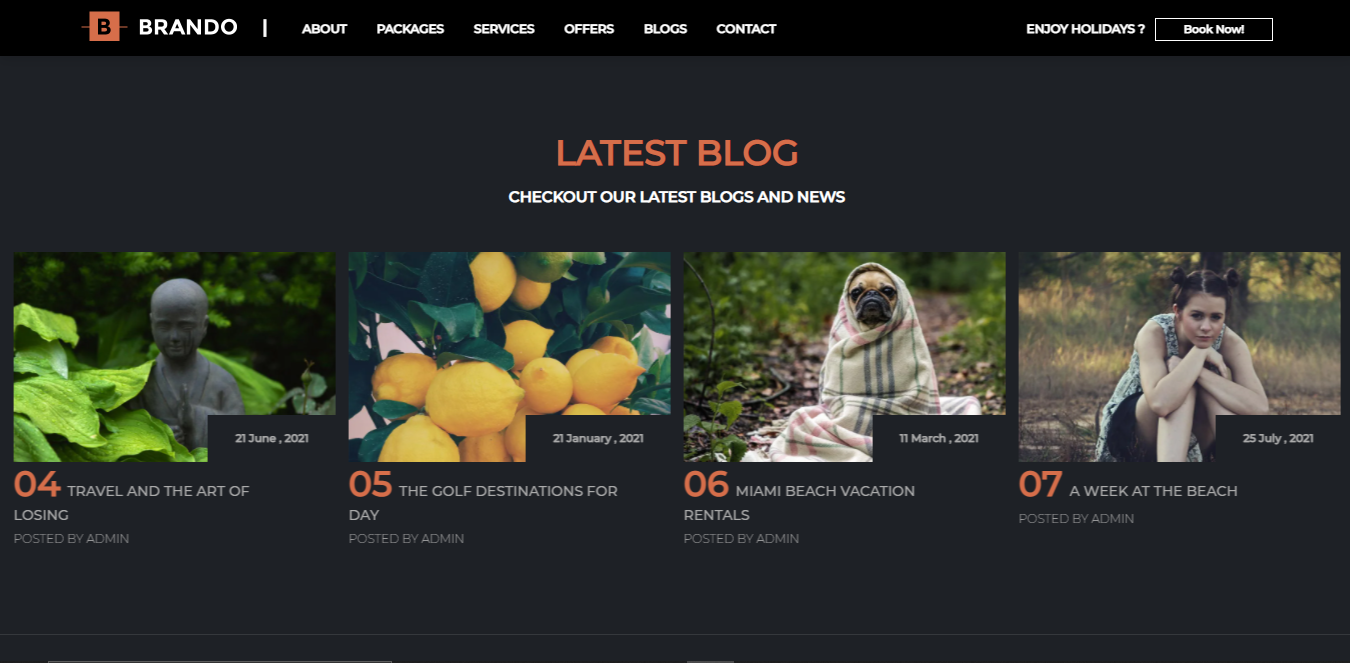 B BRANDO | ABOUT PACKAGES SERVICES OFFERS BLOGS CONTACT ENJOY HOLIDAYS ? Book Now!
LATEST BLOG
CHECKOUT OUR LATEST BLOGS AND NEWS
21 June , 2021
04 TRAVEL AND THE ART OF
LOSING
POSTED BY ADMIN
21 January , 2021
05 THE GOLF DESTINATIONS FOR
DAY
POSTED BY ADMIN
11 March , 2021
06 MIAMI BEACH VACATION
RENTALS
POSTED BY ADMIN
25 July , 2021
07 A WEEK AT THE BEACH
POSTED BY ADMIN